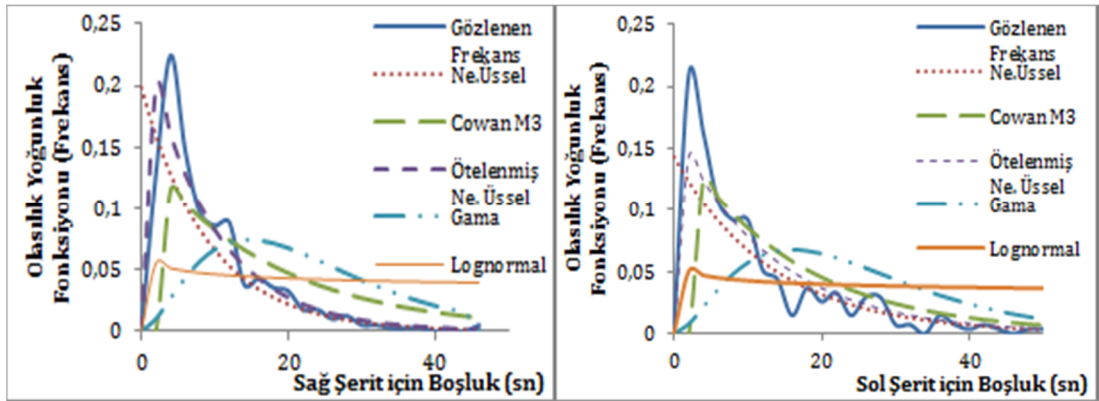 Olasılık Yoğunluk
Fonksiyonu (Frekans)
0,25
0,2
0,15
0,1
0,05
0
0
20
40
Sağ Şerit için Boşluk (sn)
Gözlenen
Frekans
Ne.Üssel
Cowan M3
Ötelenmiş
Ne. Üssel
Gama
Lognormal
Olasılık Yoğunluk
Fonksiyonu (Frekans)
0,25
0,2
0,15
0,1
0,05
0
0
20
40
Sol Şerit için Boşluk (sn)
Gözlenen
Frekans
Ne.Üssel
Cowan M3
Ötelenmiş
Ne. Üssel
Gama
Lognormal